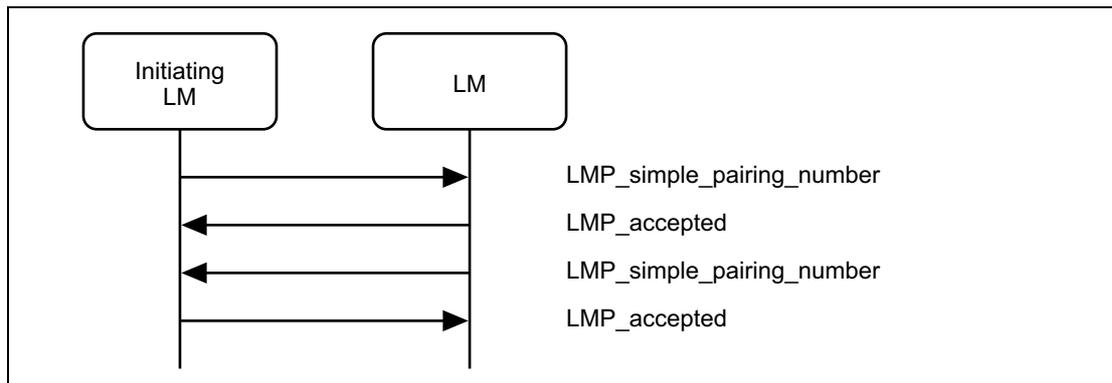 Initiating
LM
LM
LMP_simple_pairing_number
LMP_accepted
LMP_simple_pairing_number
LMP_accepted